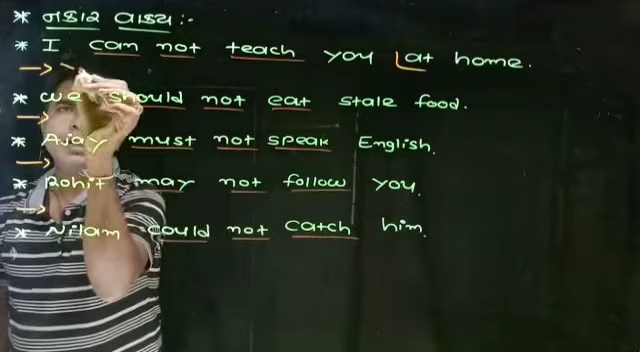 * નકાર વાક્ય :-
* I can not teach you at home.
* We should not eat stale food.
* Ajay must not speak English.
* Rohit may not follow you.
* Nilam could not catch him.